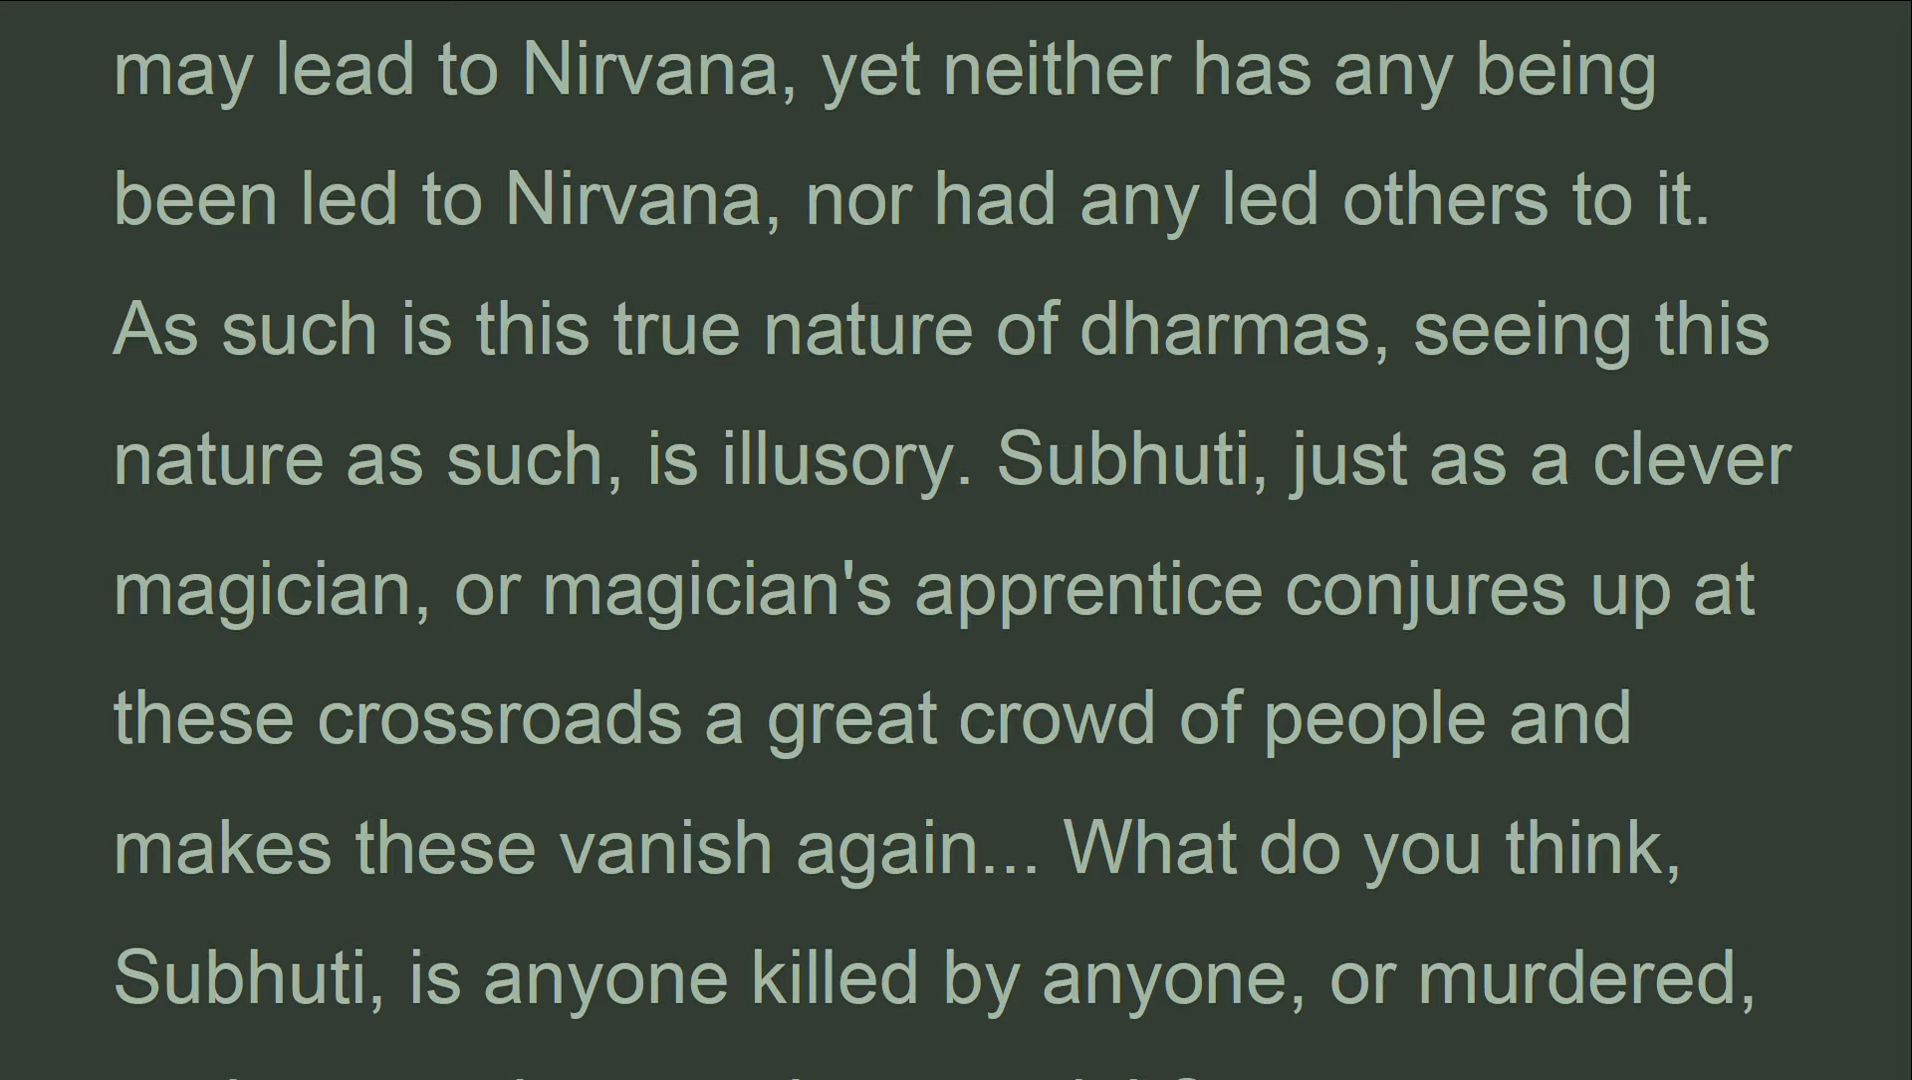 may lead to Nirvana, yet neither has any being
been led to Nirvana, nor had any led others to it.
As such is this true nature of dharmas, seeing this
nature as such, is illusory. Subhuti, just as a clever
magician, or magician's apprentice conjures up at
these crossroads a great crowd of people and
makes these vanish again... What do you think,
Subhuti, is anyone killed by anyone, or murdered,